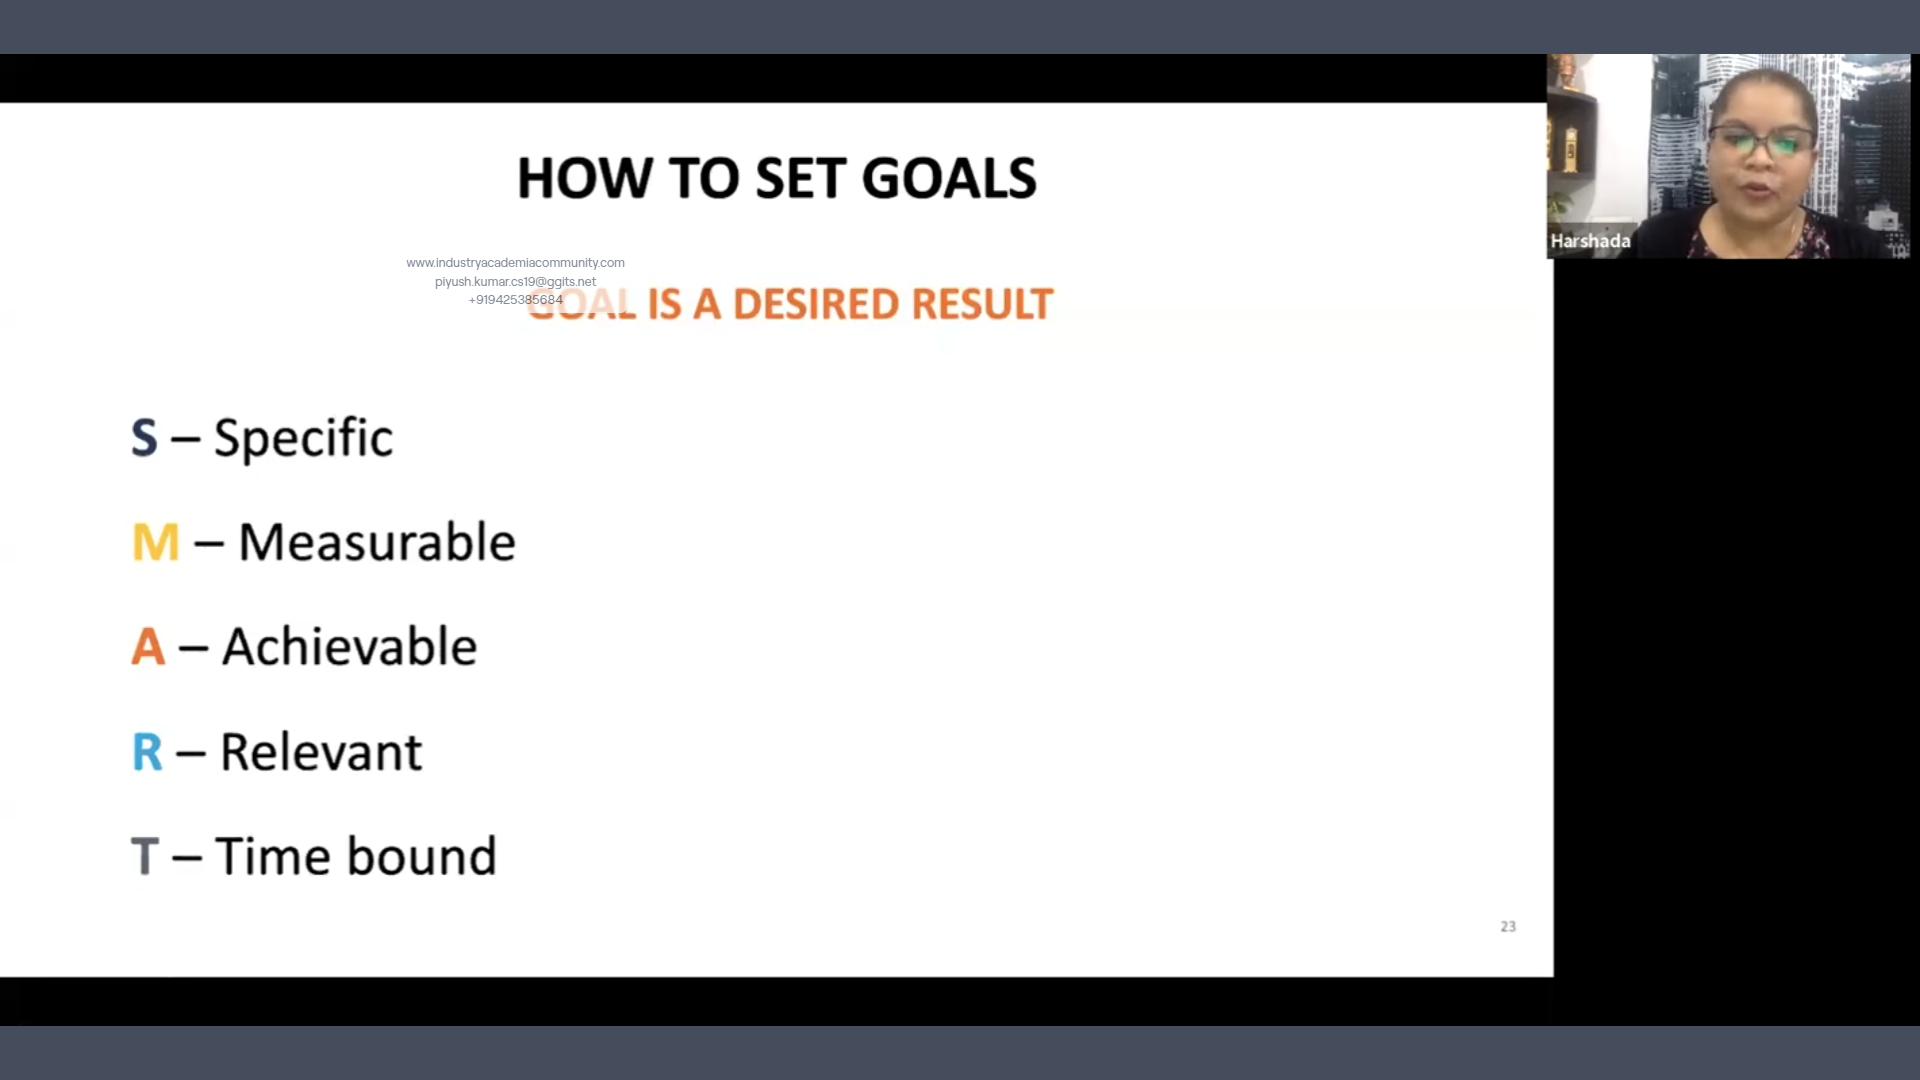 HOW TO SET GOALS
www.industryacademiacommunity.com
piyush.kumar.cs19@ggits.net
+919425385684
GOAL IS A DESIRED RESULT
S – Specific
M – Measurable
A – Achievable
R – Relevant
T – Time bound
23
Harshada